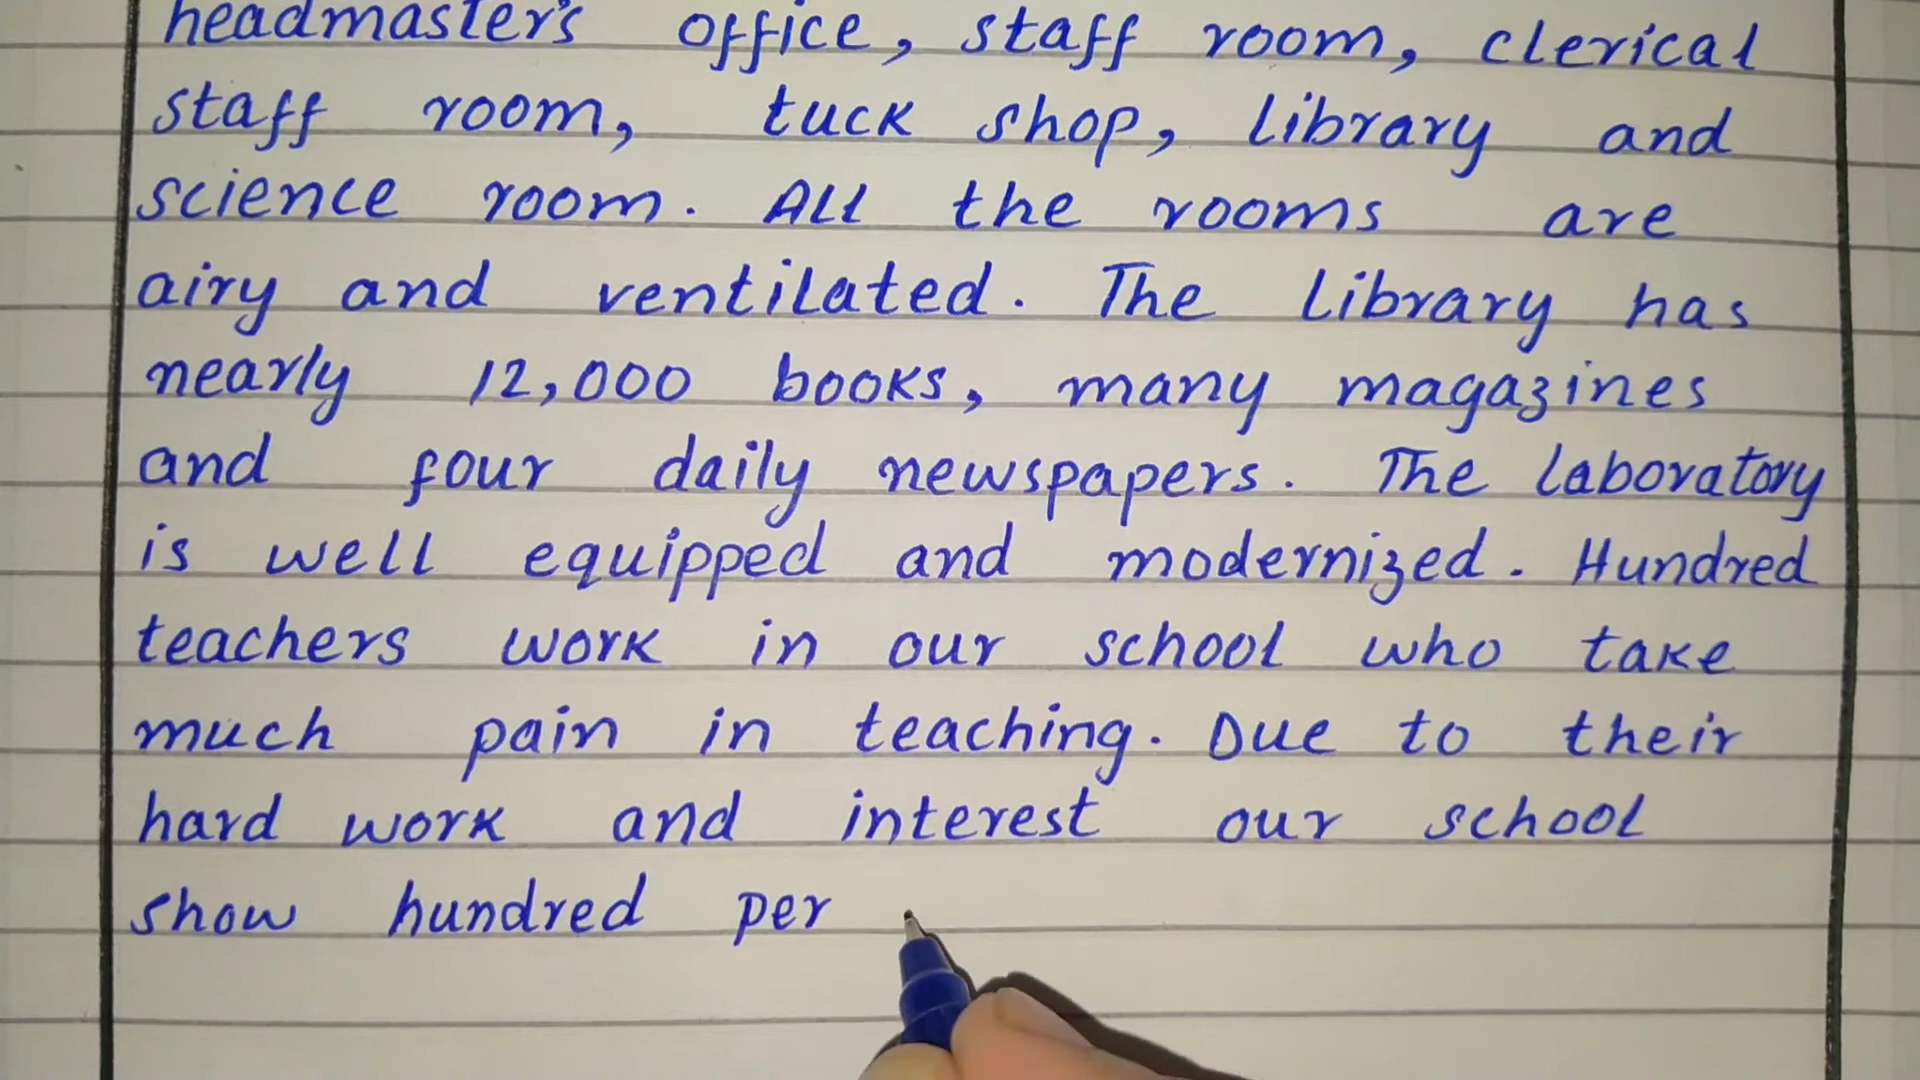 headmaster's office, staff room, clerical
staff room, tuck shop, library and
science room. All the rooms are
airy and ventilated. The library has
nearly 12,000 books, many magazines
and four daily newspapers. The laboratory
is well equipped and modernized. Hundred
teachers work in our school who take
much pain in teaching. Due to their
hard work and interest our school
show hundred per